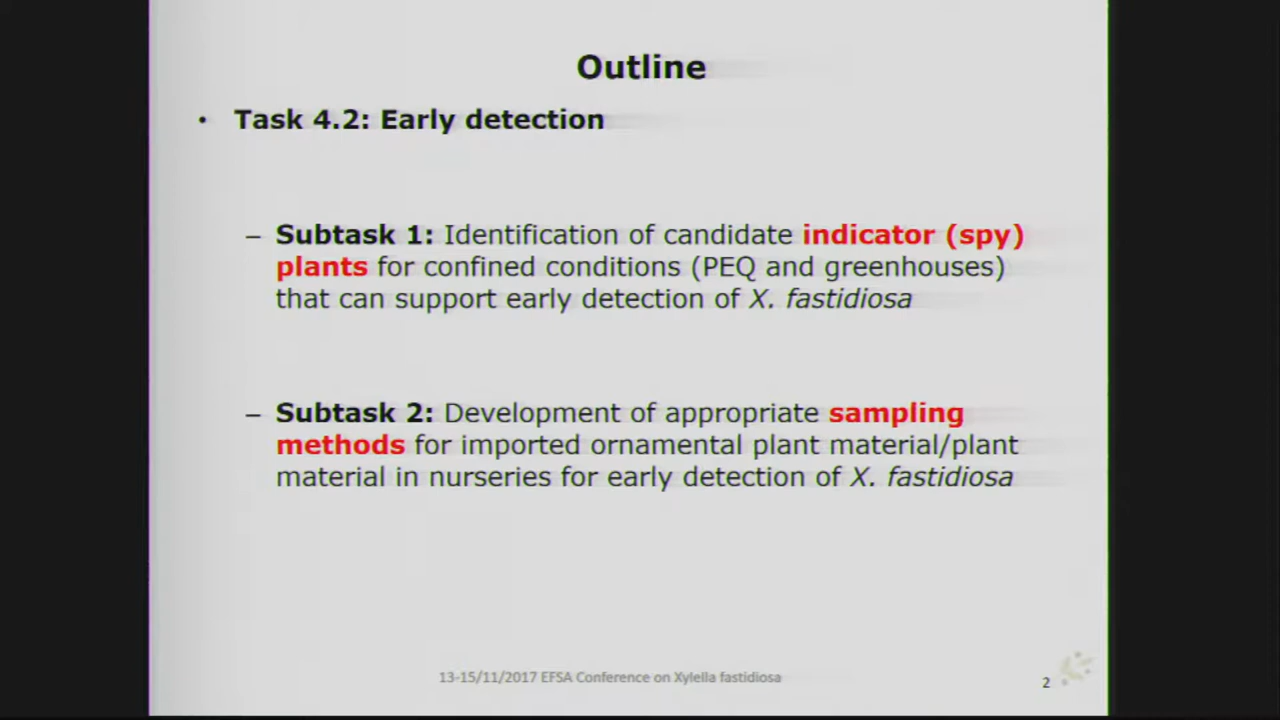 Outline
• Task 4.2: Early detection
– Subtask 1: Identification of candidate indicator (spy)
plants for confined conditions (PEQ and greenhouses)
that can support early detection of X. fastidiosa
– Subtask 2: Development of appropriate sampling
methods for imported ornamental plant material/plant
material in nurseries for early detection of X. fastidiosa
13-15/11/2017 EFSA Conference on Xylella fastidiosa
2